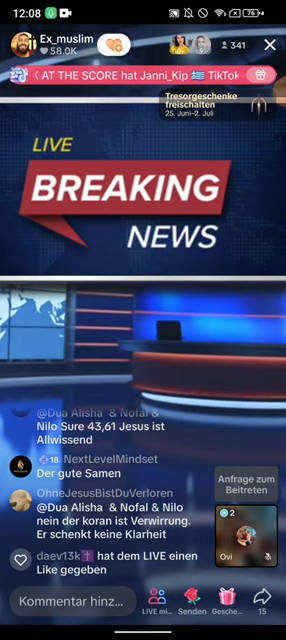 12:08
75
Ex_muslim
58.0K
341
AT THE SCORE hat Janni_Kip 🇬🇷 TikTok
Tresorgeschenke
freischalten
25. Juni–2. Juli
LIVE
BREAKING
NEWS
@Dua Alisha & Nofal &
Nilo Sure 43,61 Jesus ist
Allwissend
18 NextLevelMindset
Der gute Samen
OhneJesusBistDuVerloren
@Dua Alisha & Nofal & Nilo
nein der koran ist Verwirrung.
Er schenkt keine Klarheit
daev13k✝️ hat dem LIVE einen
Like gegeben
Anfrage zum
Beitreten
2
Ovi
Kommentar hinz...
LIVE mi...
Senden
Gesche...
15